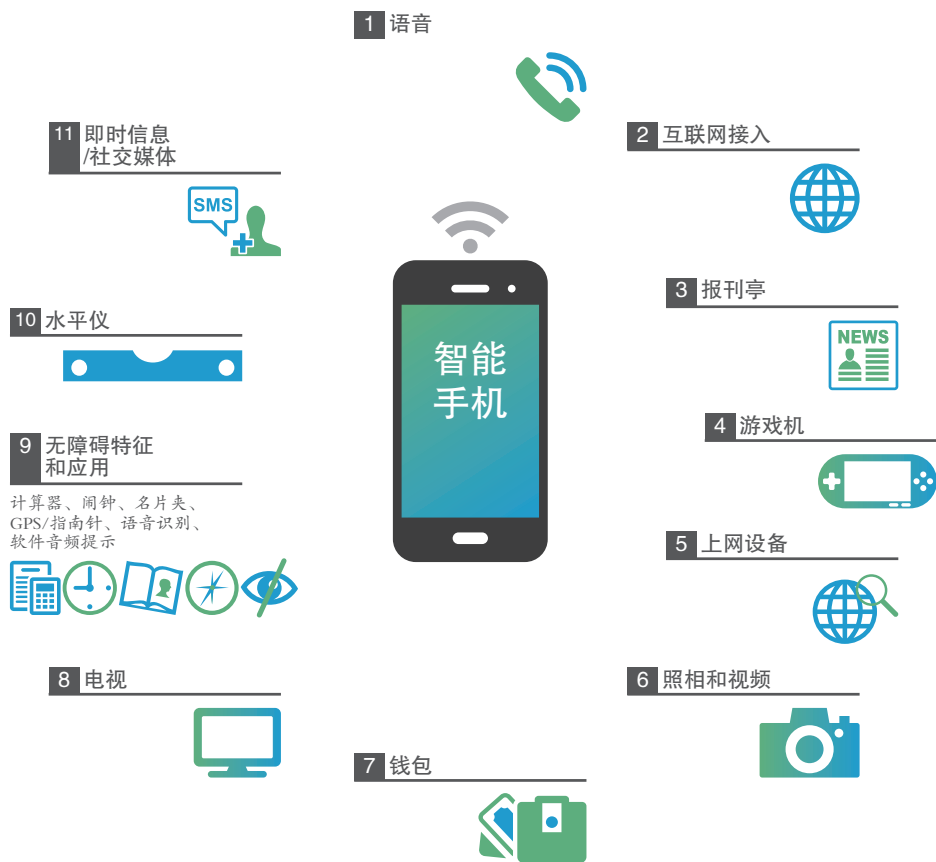 1 语音
2 互联网接入
3 报刊亭
NEWS
4 游戏机
5 上网设备
6 照相和视频
7 钱包
8 电视
9 无障碍特征
和应用
计算器、闹钟、名片夹、
GPS/指南针、语音识别、
软件音频提示
10 水平仪
11 即时信息
/社交媒体
SMS
智能
手机